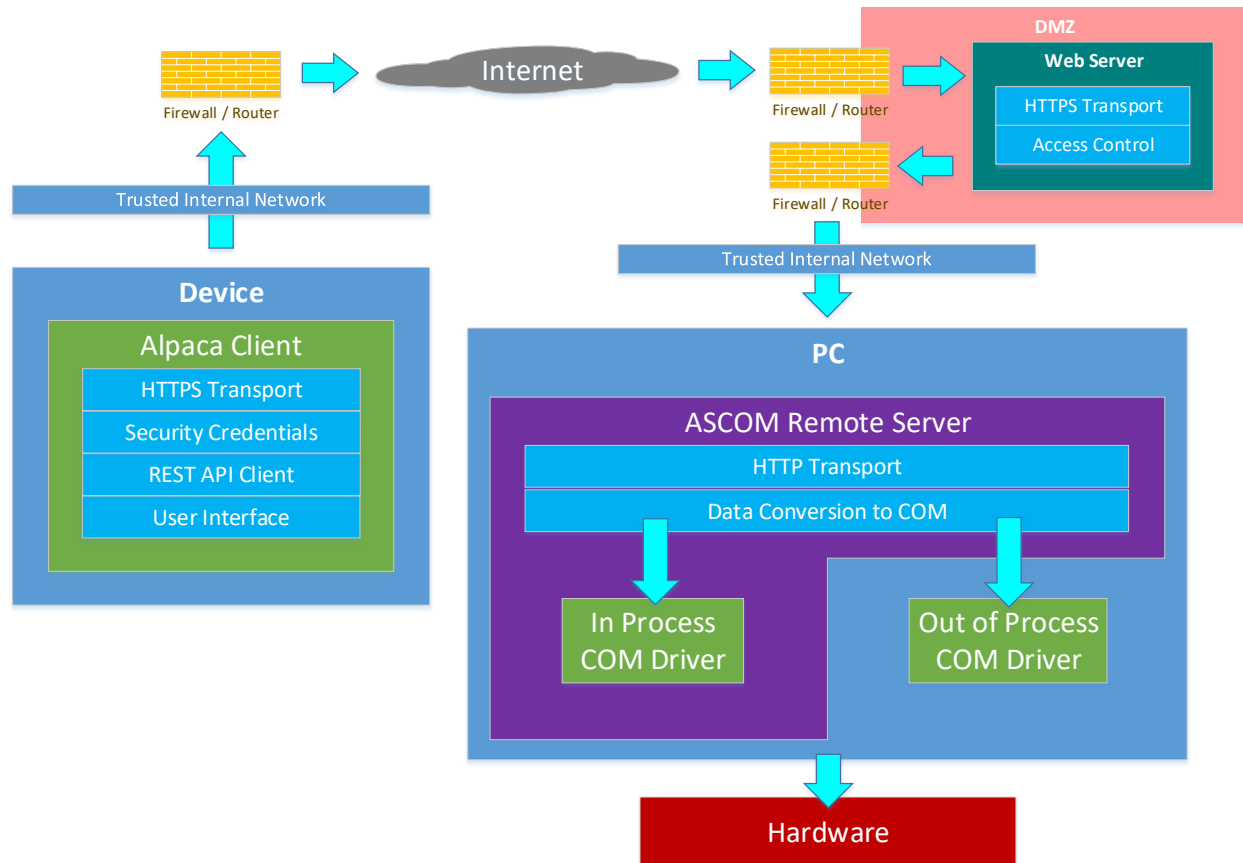 DMZ
Internet
Web Server
HTTPS Transport
Access Control
Firewall / Router
Firewall / Router
Trusted Internal Network
Firewall / Router
Trusted Internal Network
Device
Alpaca Client
HTTPS Transport
Security Credentials
REST API Client
User Interface
PC
ASCOM Remote Server
HTTP Transport
Data Conversion to COM
In Process
COM Driver
Out of Process
COM Driver
Hardware